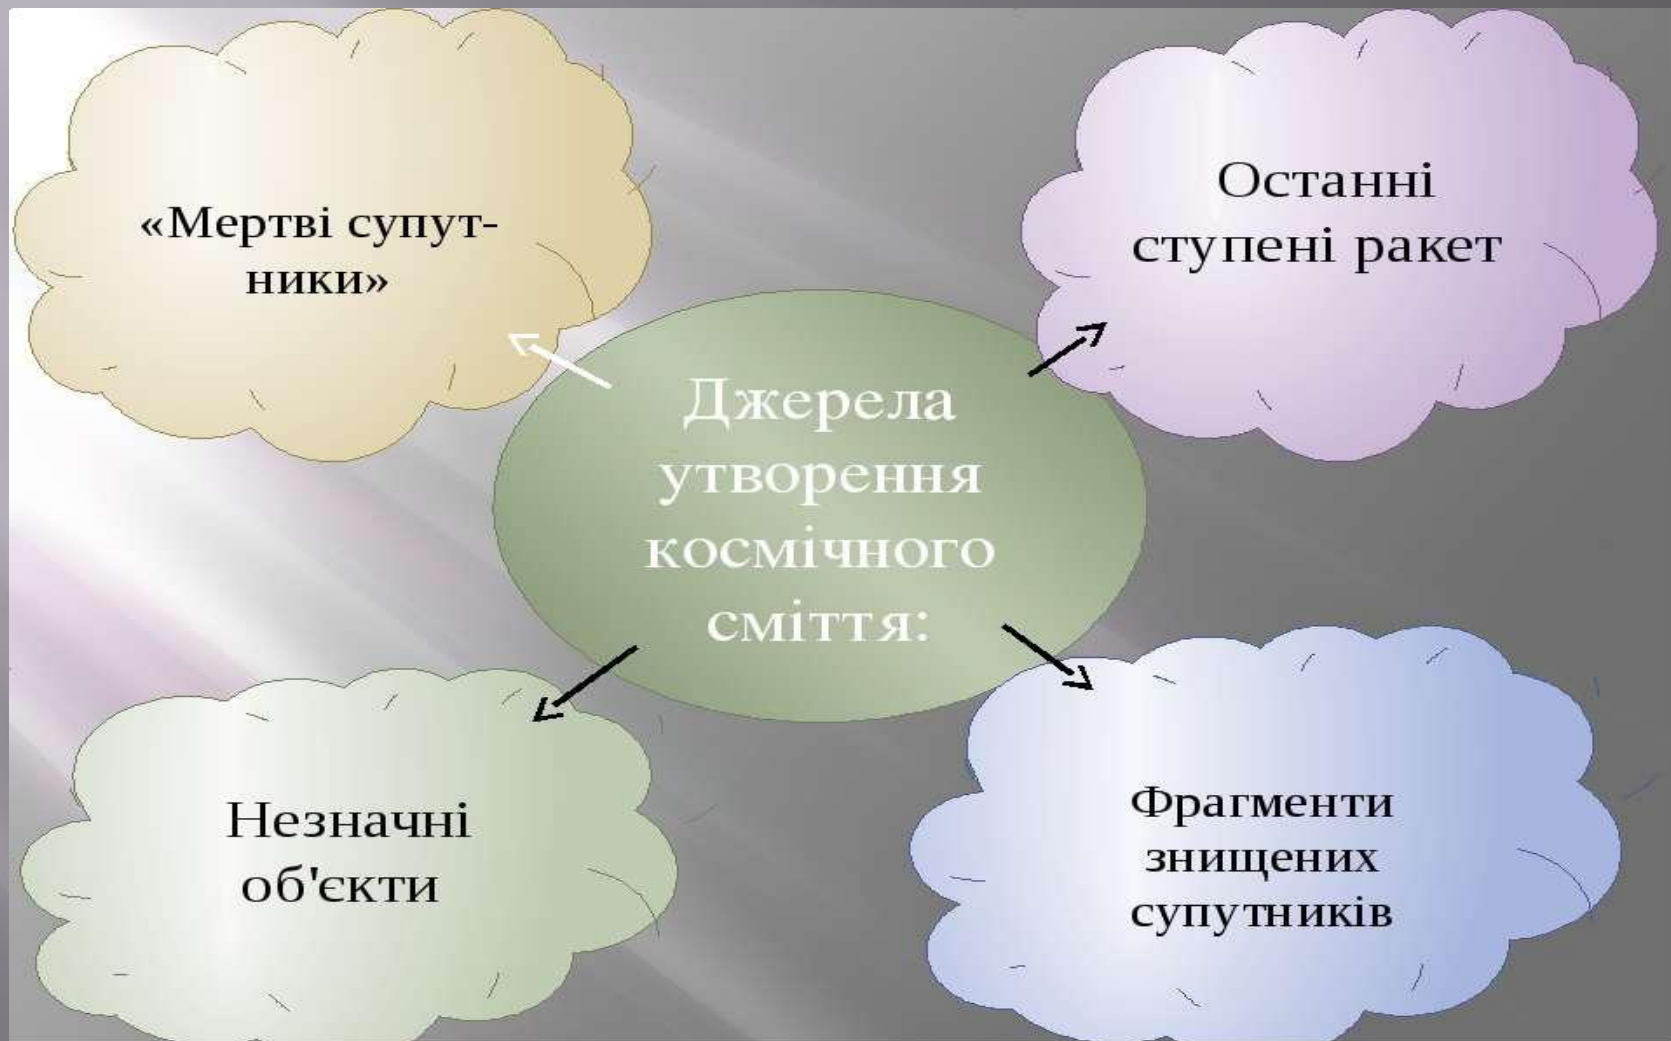 «Мертві супут-
ники»
Останні
ступені ракет
Джерела
утворення
космічного
сміття:
Незначні
об'єкти
Фрагменти
знищених
супутників